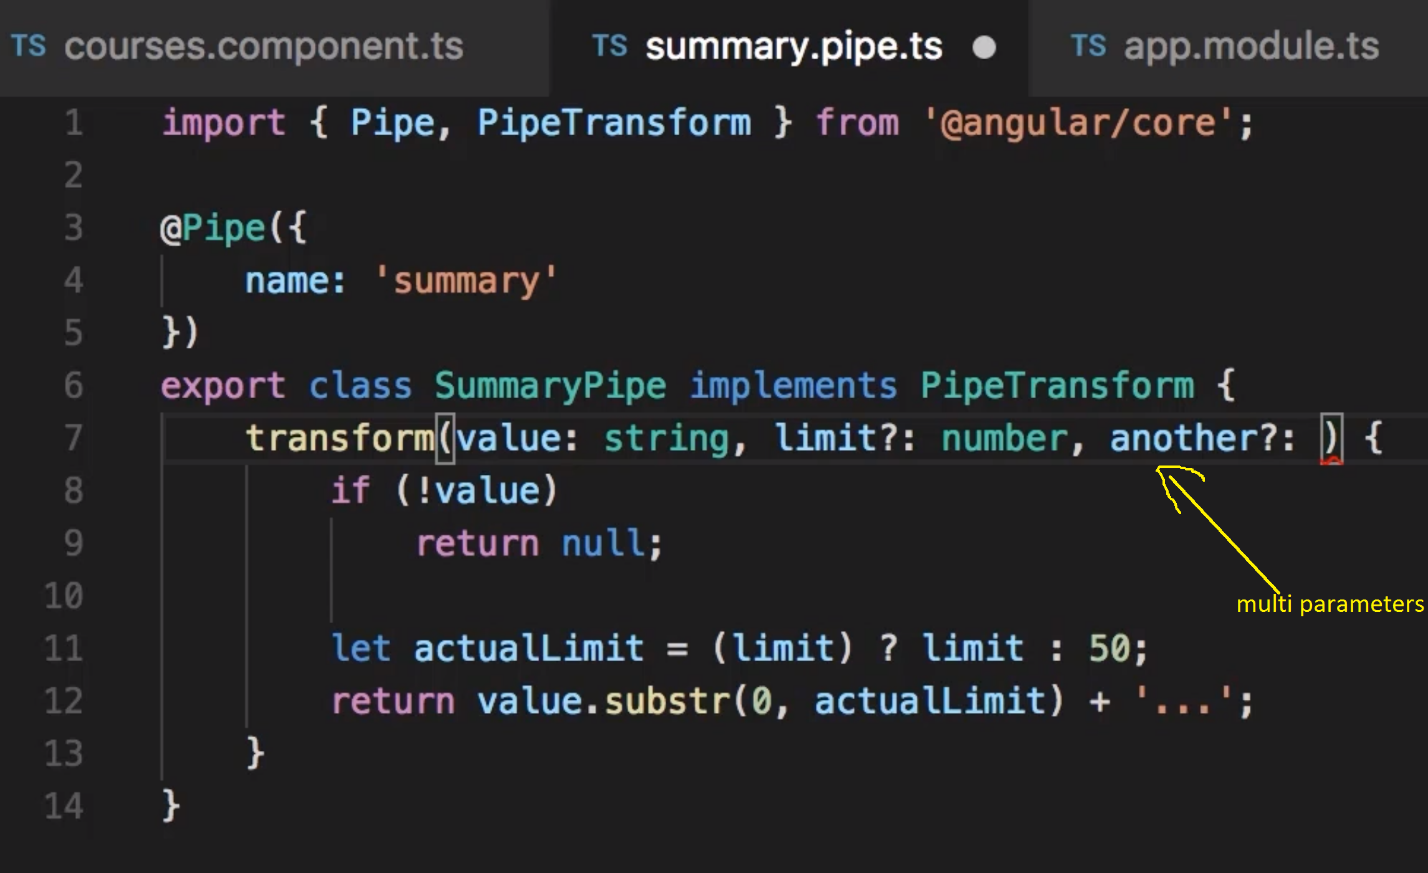 TS courses.component.ts TS summary.pipe.ts TS app.module.ts
1 import { Pipe, PipeTransform } from '@angular/core';
2
3 @Pipe({
4 name: 'summary'
5 })
6 export class SummaryPipe implements PipeTransform {
7 transform(value: string, limit?: number, another?: ) {
8 if (!value)
9 return null;
10
multi parameters
11 let actualLimit = (limit) ? limit : 50;
12 return value.substr(0, actualLimit) + '...';
13 }
14 }